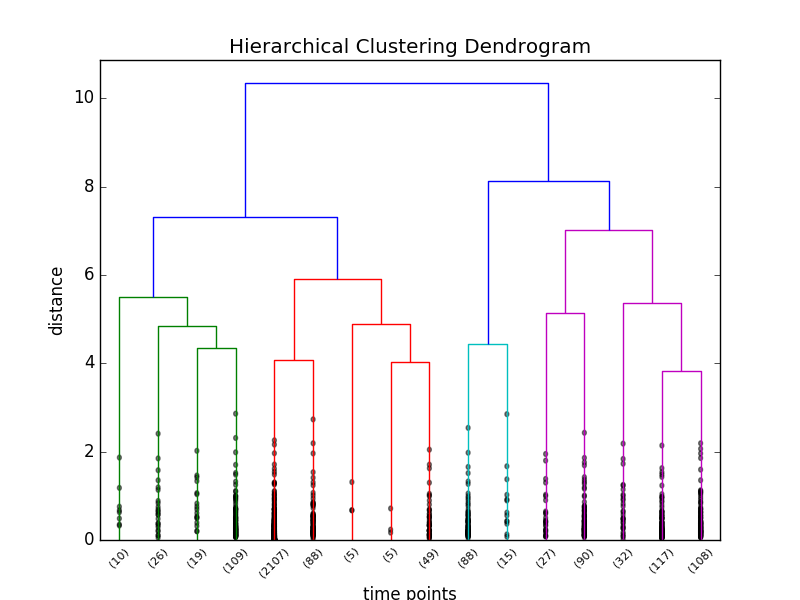 Hierarchical Clustering Dendrogram
distance
10
8
6
4
2
0
(10) (26) (19) (109) (2107) (88) (5) (5) (49) (88) (15) (27) (90) (32) (117) (108)
time points